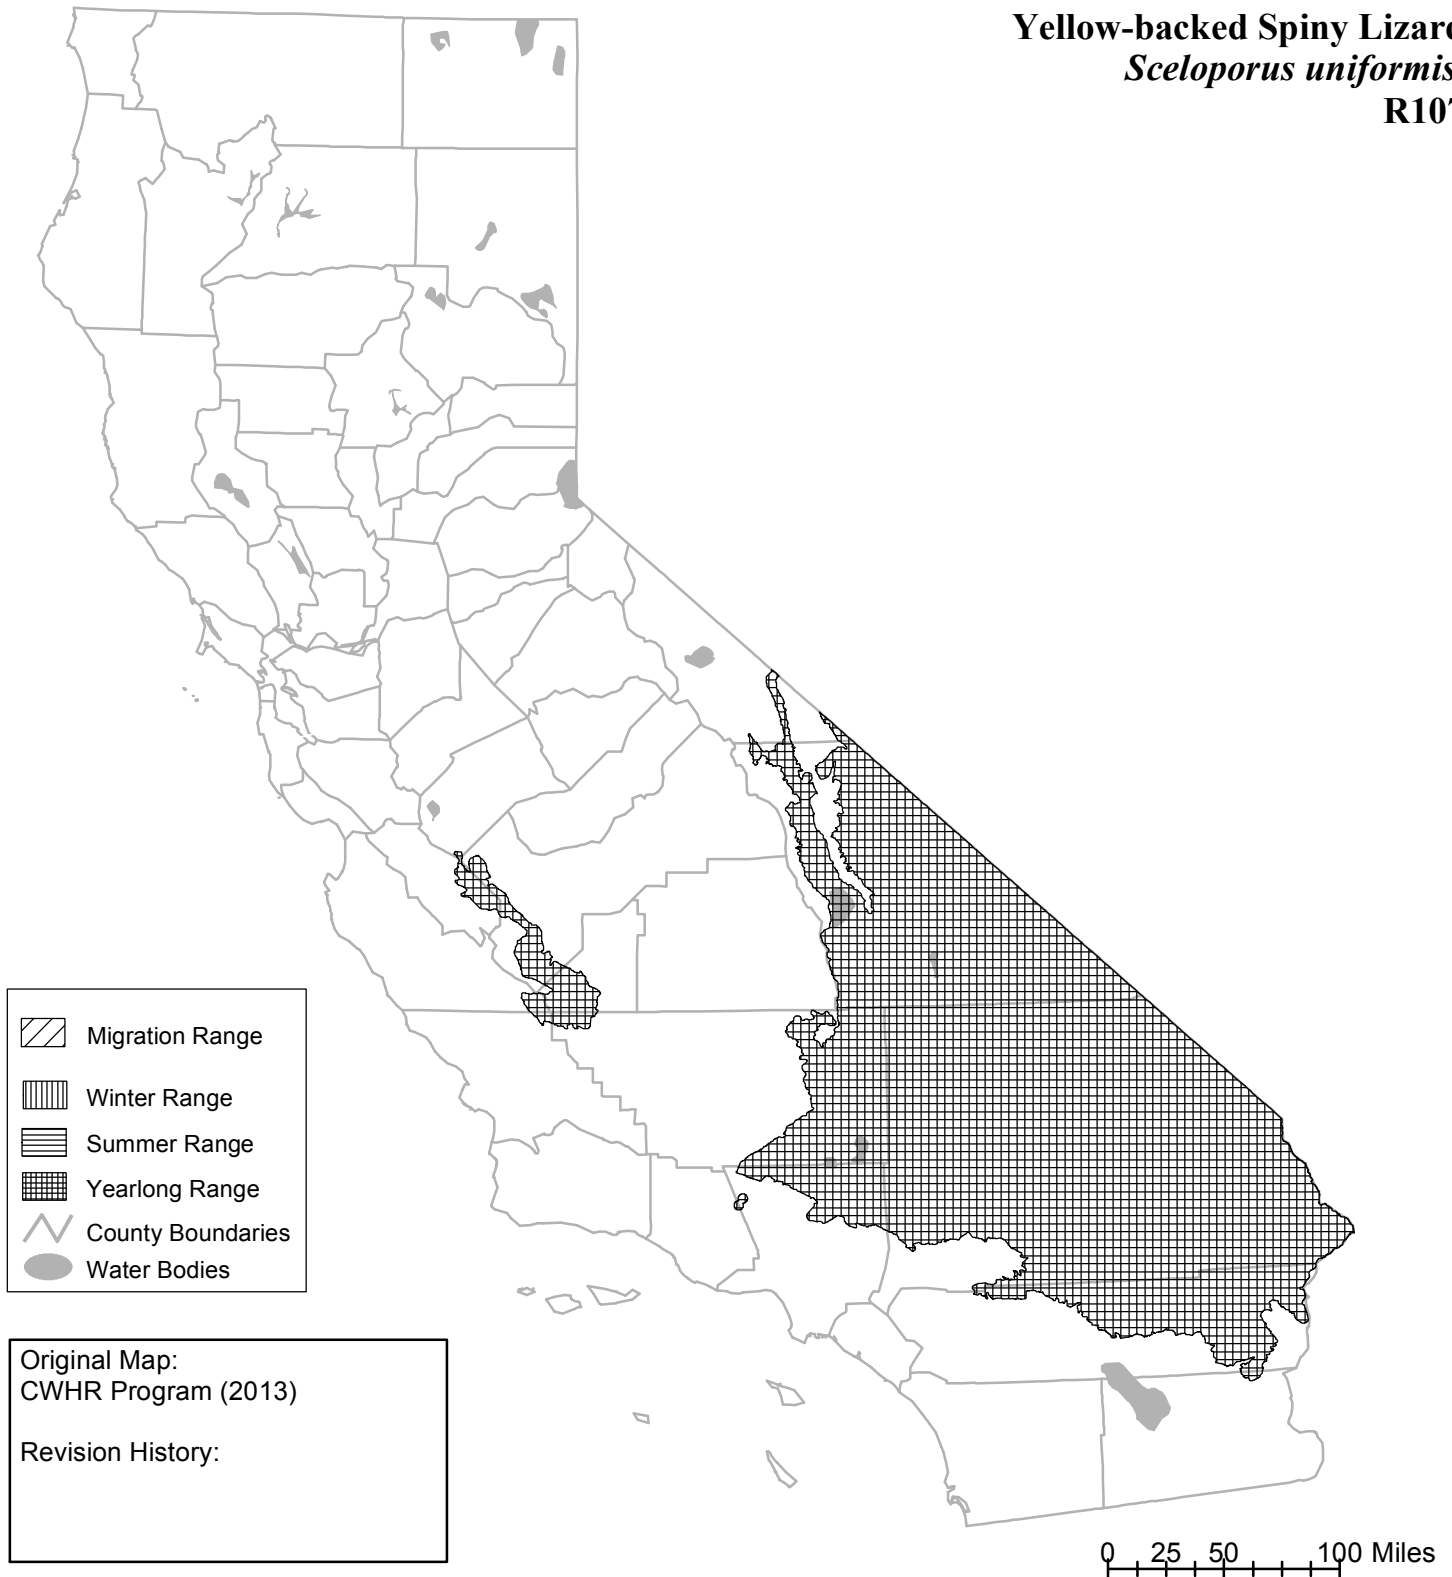 Yellow-backed Spiny Lizard
Sceloporus uniformis
R107
Migration Range
Winter Range
Summer Range
Yearlong Range
County Boundaries
Water Bodies
Original Map:
CWHR Program (2013)
Revision History:
0 25 50 100 Miles